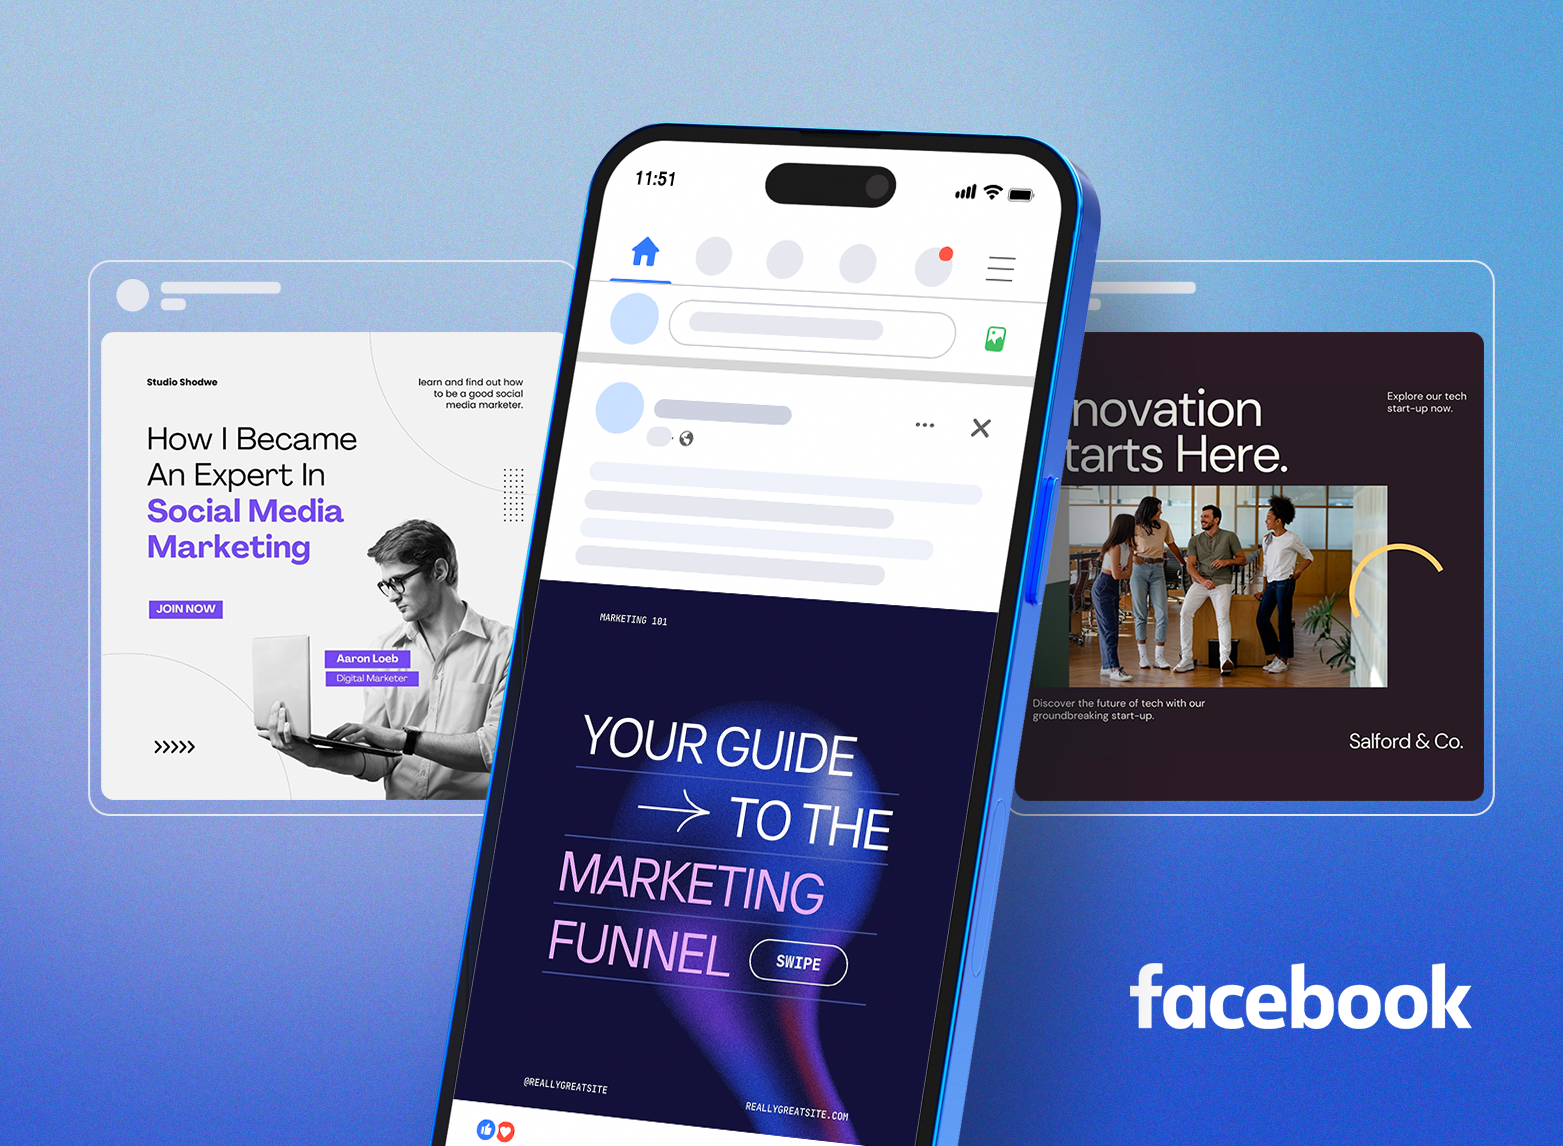 Studio Shodwe
learn and find out how
to be a good social
media marketer.
How I Became
An Expert In
Social Media
Marketing
JOIN NOW
Aaron Loeb
Digital Marketer
11:51
MARKETING 101
YOUR GUIDE
TO THE
MARKETING
FUNNEL
SWIPE
@REALLYGREATSITE
REALLYGREATSITE.COM
novation
tarts Here.
Explore our tech
start-up now.
Discover the future of tech with our
groundbreaking start-up.
Salford & Co.
facebook